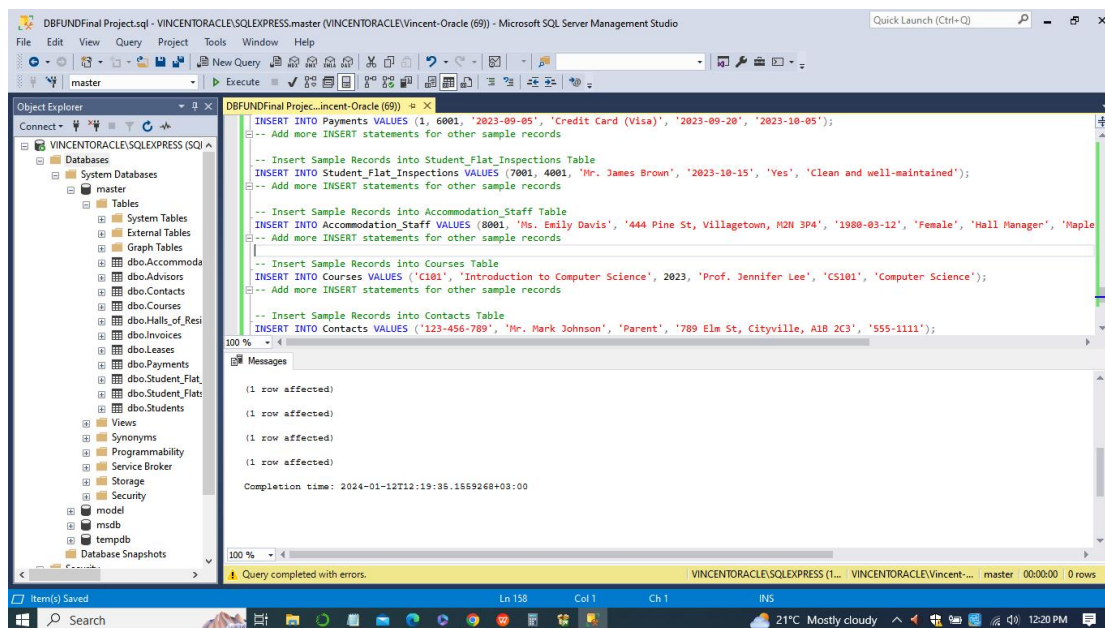 DBFUNDFinal Project.sql - VINCENTORACLE\SQLEXPRESS.master (VINCENTORACLE\Vincent-Oracle (69)) - Microsoft SQL Server Management Studio
Quick Launch (Ctrl+Q)
File Edit View Query Project Tools Window Help
New Query
master
Execute
Object Explorer
Connect
VINCENTORACLE\SQLEXPRESS (SQL
Databases
System Databases
master
Tables
System Tables
External Tables
Graph Tables
dbo.Accommoda
dbo.Advisors
dbo.Contacts
dbo.Courses
dbo.Halls_of_Resi
dbo.Invoices
dbo.Leases
dbo.Payments
dbo.Student_Flat_
dbo.Student_Flats
dbo.Students
Views
Synonyms
Programmability
Service Broker
Storage
Security
model
msdb
tempdb
Database Snapshots
DBFUNDFinal Projec...incent-Oracle (69))
INSERT INTO Payments VALUES (1, 6001, '2023-09-05', 'Credit Card (Visa)', '2023-09-20', '2023-10-05');
-- Add more INSERT statements for other sample records
-- Insert Sample Records into Student_Flat_Inspections Table
INSERT INTO Student_Flat_Inspections VALUES (7001, 4001, 'Mr. James Brown', '2023-10-15', 'Yes', 'Clean and well-maintained');
-- Add more INSERT statements for other sample records
-- Insert Sample Records into Accommodation_Staff Table
INSERT INTO Accommodation_Staff VALUES (8001, 'Ms. Emily Davis', '444 Pine St, Villagetown, M2N 3P4', '1980-03-12', 'Female', 'Hall Manager', 'Maple
-- Add more INSERT statements for other sample records
-- Insert Sample Records into Courses Table
INSERT INTO Courses VALUES ('C101', 'Introduction to Computer Science', 2023, 'Prof. Jennifer Lee', 'CS101', 'Computer Science');
-- Add more INSERT statements for other sample records
-- Insert Sample Records into Contacts Table
INSERT INTO Contacts VALUES ('123-456-789', 'Mr. Mark Johnson', 'Parent', '789 Elm St, Cityville, A1B 2C3', '555-1111');
100 %
Messages
(1 row affected)
(1 row affected)
(1 row affected)
(1 row affected)
Completion time: 2024-01-12T12:19:35.1559268+03:00
100 %
Query completed with errors.
VINCENTORACLE\SQLEXPRESS (1... VINCENTORACLE\Vincent-... master 00:00:00 0 rows
Item(s) Saved
Ln 158 Col 1 Ch 1 INS
Search
21°C Mostly cloudy
12:20 PM